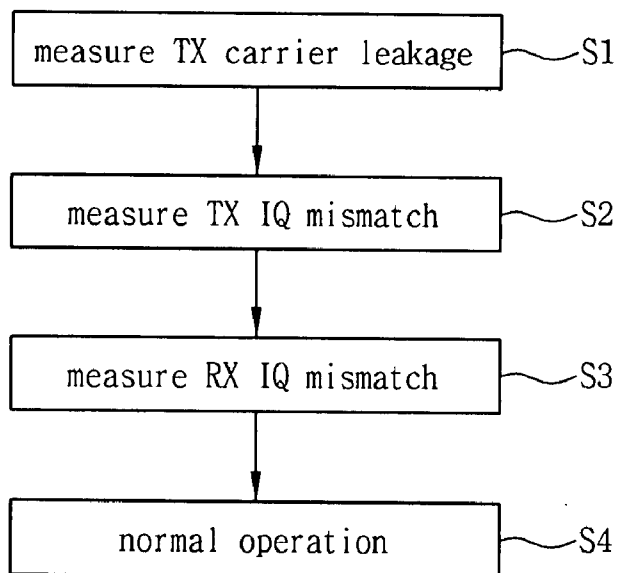 measure TX carrier leakage S1
measure TX IQ mismatch S2
measure RX IQ mismatch S3
normal operation S4